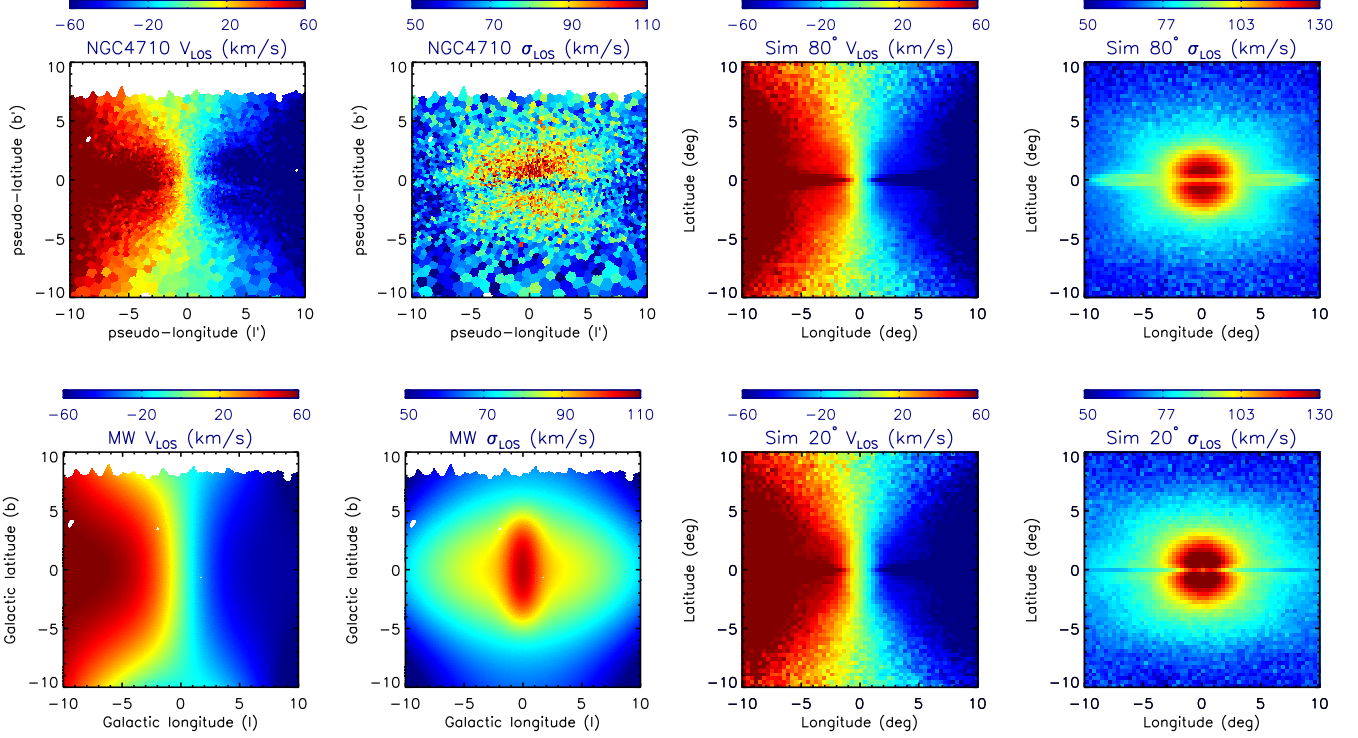 −60 −20 20 60
50 70 90 110
−60 −20 20 60
50 77 103 130
NGC4710 V_LOS (km/s)
NGC4710 σ_LOS (km/s)
Sim 80° V_LOS (km/s)
Sim 80° σ_LOS (km/s)
pseudo−latitude (b')
10
5
0
−5
−10
−10 −5 0 5 10
pseudo−longitude (l')
pseudo−latitude (b')
10
5
0
−5
−10
−10 −5 0 5 10
pseudo−longitude (l')
Latitude (deg)
10
5
0
−5
−10
−10 −5 0 5 10
Longitude (deg)
Latitude (deg)
10
5
0
−5
−10
−10 −5 0 5 10
Longitude (deg)
−60 −20 20 60
50 70 90 110
−60 −20 20 60
50 77 103 130
MW V_LOS (km/s)
MW σ_LOS (km/s)
Sim 20° V_LOS (km/s)
Sim 20° σ_LOS (km/s)
Galactic latitude (b)
10
5
0
−5
−10
−10 −5 0 5 10
Galactic longitude (l)
Galactic latitude (b)
10
5
0
−5
−10
−10 −5 0 5 10
Galactic longitude (l)
Latitude (deg)
10
5
0
−5
−10
−10 −5 0 5 10
Longitude (deg)
Latitude (deg)
10
5
0
−5
−10
−10 −5 0 5 10
Longitude (deg)